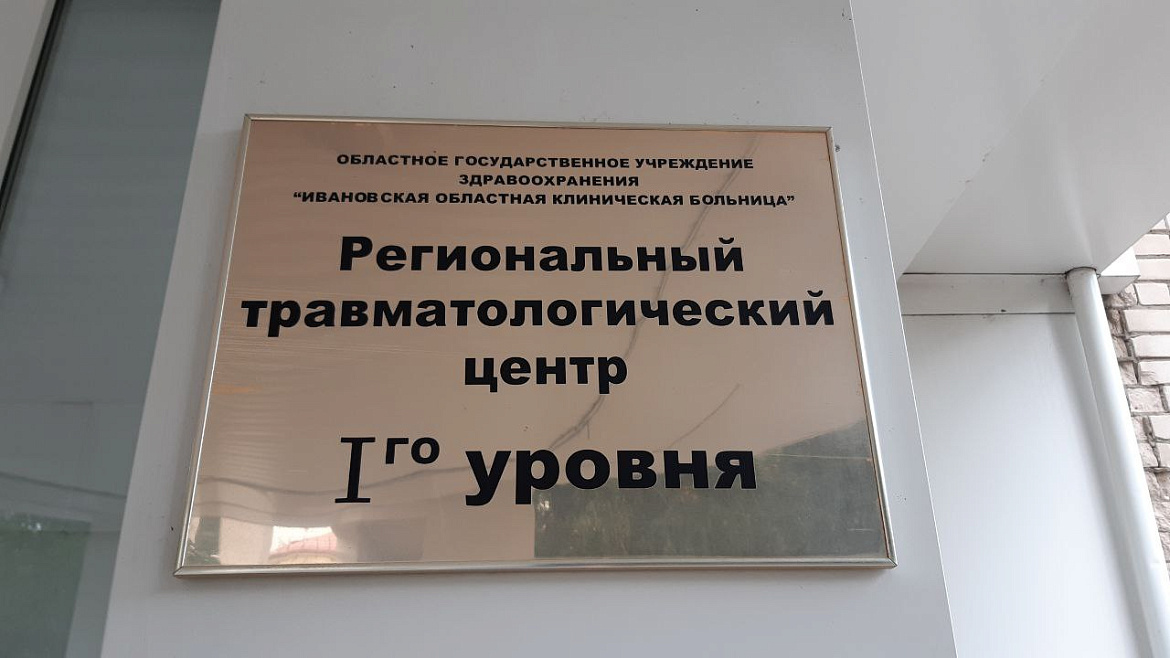 ОБЛАСТНОЕ ГОСУДАРСТВЕННОЕ УЧРЕЖДЕНИЕ
ЗДРАВООХРАНЕНИЯ
“ИВАНОВСКАЯ ОБЛАСТНАЯ КЛИНИЧЕСКАЯ БОЛЬНИЦА”
Региональный
травматологический
центр
Iго уровня